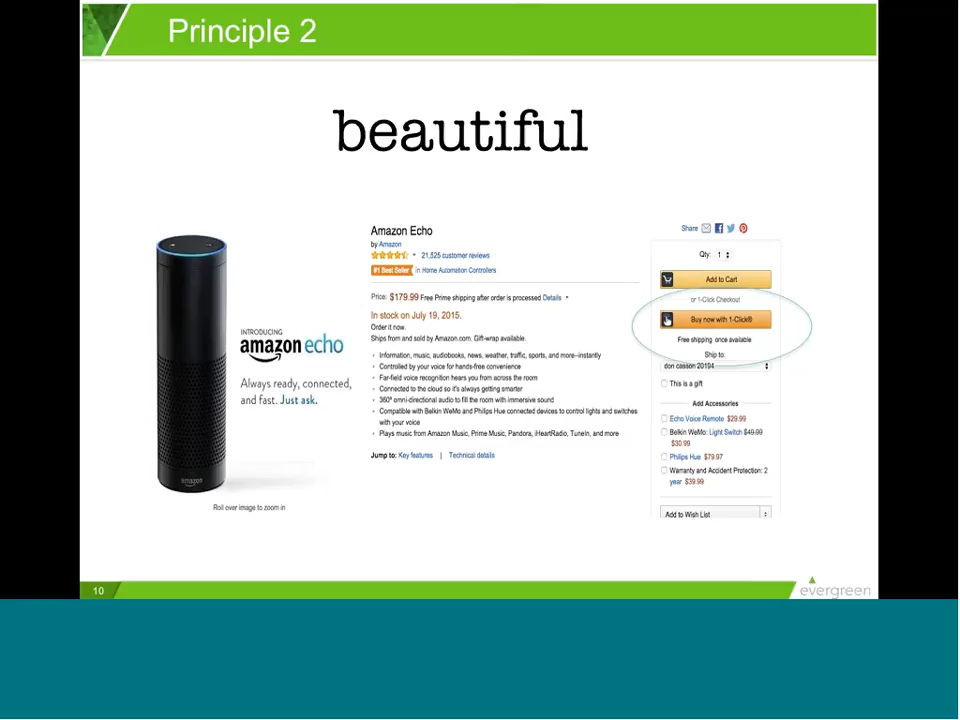 Principle 2
beautiful
INTRODUCING
amazon echo
Always ready, connected,
and fast. Just ask.
amazon
Roll over image to zoom in
Amazon Echo
by Amazon
21,525 customer reviews
#1 Best Seller in Home Automation Controllers
Price: $179.99 Free Prime shipping after order is processed Details
In stock on July 19, 2015.
Order it now.
Ships from and sold by Amazon.com. Gift-wrap available.
• Information, music, audiobooks, news, weather, traffic, sports, and more--instantly
• Controlled by your voice for hands-free convenience
• Far-field voice recognition hears you from across the room
• Connected to the cloud so it's always getting smarter
• 360º omni-directional audio to fill the room with immersive sound
• Compatible with Belkin WeMo and Philips Hue connected devices to control lights and switches
with your voice
• Plays music from Amazon Music, Prime Music, Pandora, iHeartRadio, TuneIn, and more
Jump to: Key features | Technical details
Share
Qty: 1
Add to Cart
or 1-Click Checkout
Buy now with 1-Click®
Free shipping once available
Ship to:
don casson 20194
This is a gift
Add Accessories
Echo Voice Remote $29.99
Belkin WeMo: Light Switch $49.99
$30.99
Philips Hue $79.97
Warranty and Accident Protection: 2
year $39.99
Add to Wish List
10
evergreen